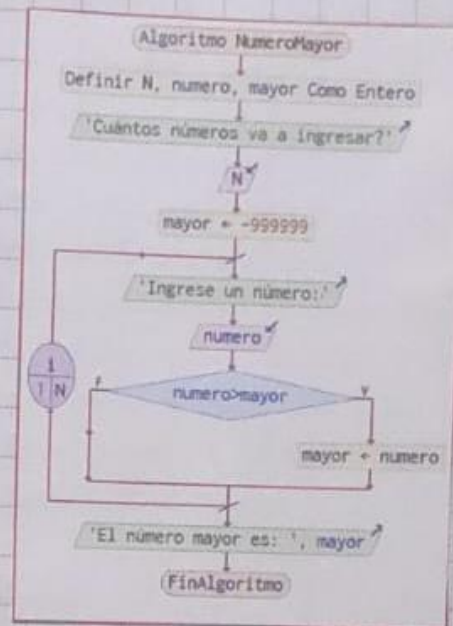 Algoritmo NumeroMayor
Definir N, numero, mayor Como Entero
'Cuántos números va a ingresar?'
N
mayor ← -999999
'Ingrese un número:'
numero
1
1 N
F
numero>mayor
V
mayor ← numero
'El número mayor es: ', mayor
FinAlgoritmo